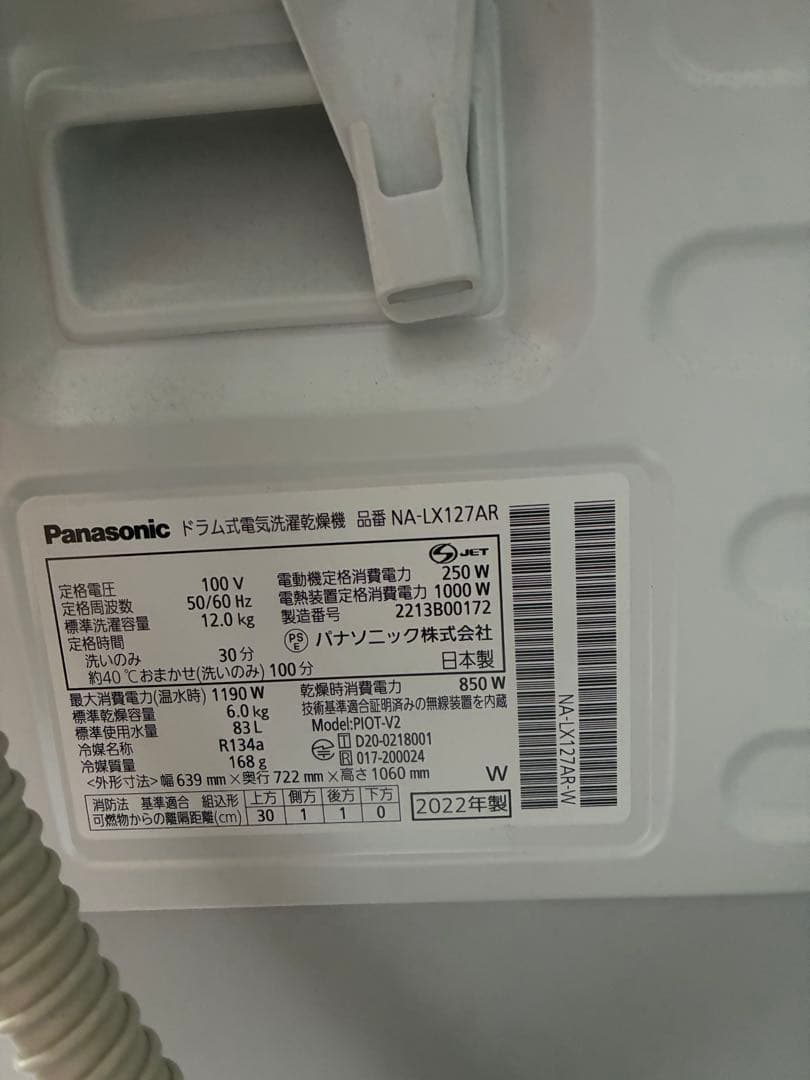 Panasonic ドラム式電気洗濯乾燥機 品番 NA-LX127AR
S JET
定格電圧 100 V
定格周波数 50/60 Hz
標準洗濯容量 12.0 kg
定格時間
洗いのみ 30 分
約40 ℃おまかせ(洗いのみ) 100 分
電動機定格消費電力 250 W
電熱装置定格消費電力 1000 W
製造番号 2213B00172
PSE パナソニック株式会社
日本製
最大消費電力(温水時) 1190 W
標準乾燥容量 6.0 kg
標準使用水量 83 L
冷媒名称 R134a
冷媒質量 168 g
乾燥時消費電力 850 W
技術基準適合証明済みの無線装置を内蔵
Model:PIOT-V2
T D20-0218001
R 017-200024
<外形寸法> 幅 639 mm × 奥行 722 mm × 高さ 1060 mm W
消防法 基準適合 組込形 上方 側方 後方 下方
可燃物からの離隔距離(cm) 30 1 1 0
2022年製
NA-LX127AR-W